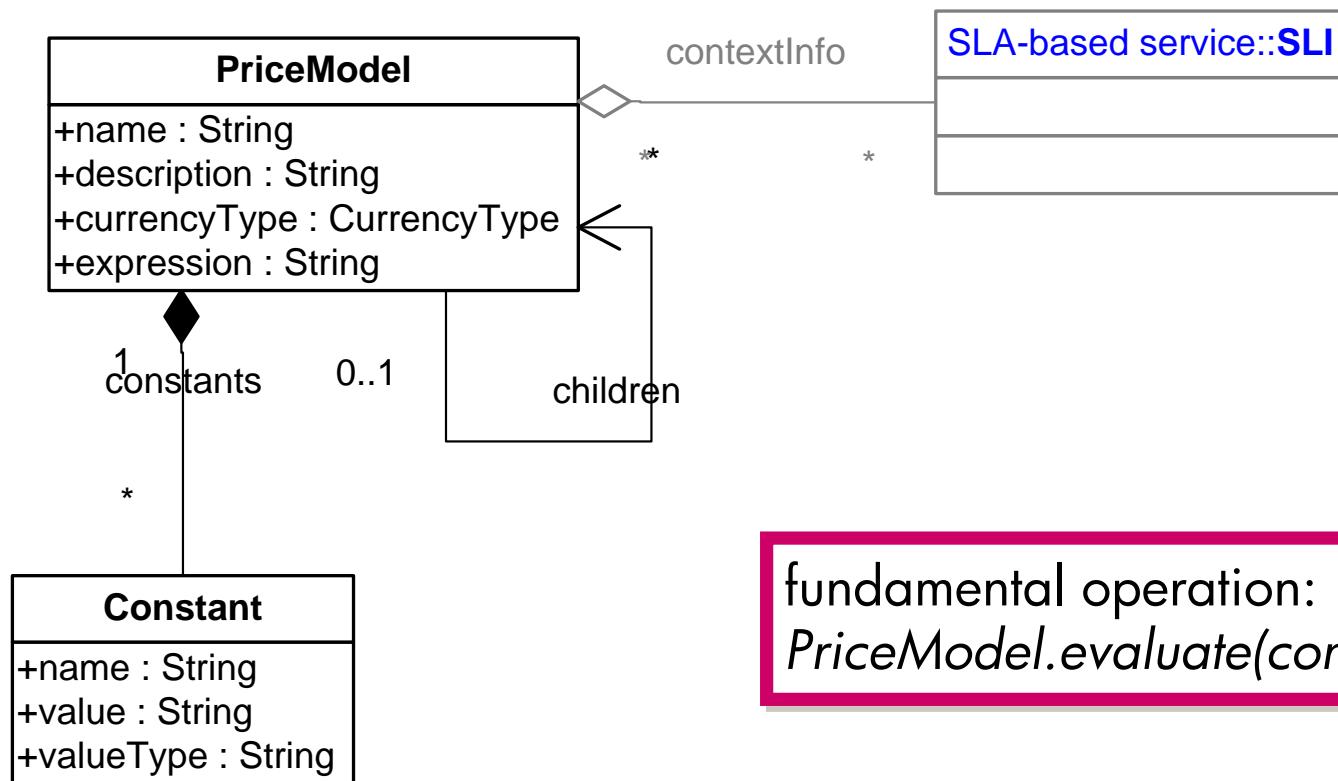 PriceModel
+name : String
+description : String
+currencyType : CurrencyType
+expression : String
contextInfo
SLA-based service::SLI
**
*
1
constants
0..1
children
*
Constant
+name : String
+value : String
+valueType : String
fundamental operation:
PriceModel.evaluate(